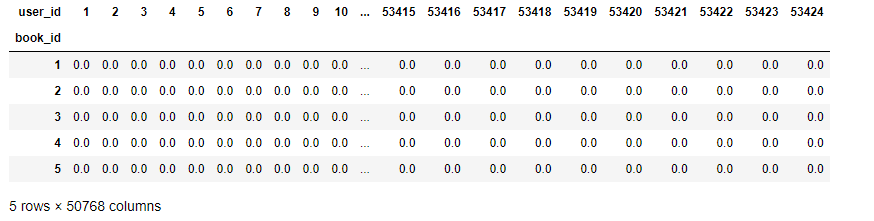 user_id 1 2 3 4 5 6 7 8 9 10 ... 53415 53416 53417 53418 53419 53420 53421 53422 53423 53424
book_id
1 0.0 0.0 0.0 0.0 0.0 0.0 0.0 0.0 0.0 0.0 ... 0.0 0.0 0.0 0.0 0.0 0.0 0.0 0.0 0.0 0.0
2 0.0 0.0 0.0 0.0 0.0 0.0 0.0 0.0 0.0 0.0 ... 0.0 0.0 0.0 0.0 0.0 0.0 0.0 0.0 0.0 0.0
3 0.0 0.0 0.0 0.0 0.0 0.0 0.0 0.0 0.0 0.0 ... 0.0 0.0 0.0 0.0 0.0 0.0 0.0 0.0 0.0 0.0
4 0.0 0.0 0.0 0.0 0.0 0.0 0.0 0.0 0.0 0.0 ... 0.0 0.0 0.0 0.0 0.0 0.0 0.0 0.0 0.0 0.0
5 0.0 0.0 0.0 0.0 0.0 0.0 0.0 0.0 0.0 0.0 ... 0.0 0.0 0.0 0.0 0.0 0.0 0.0 0.0 0.0 0.0
5 rows × 50768 columns